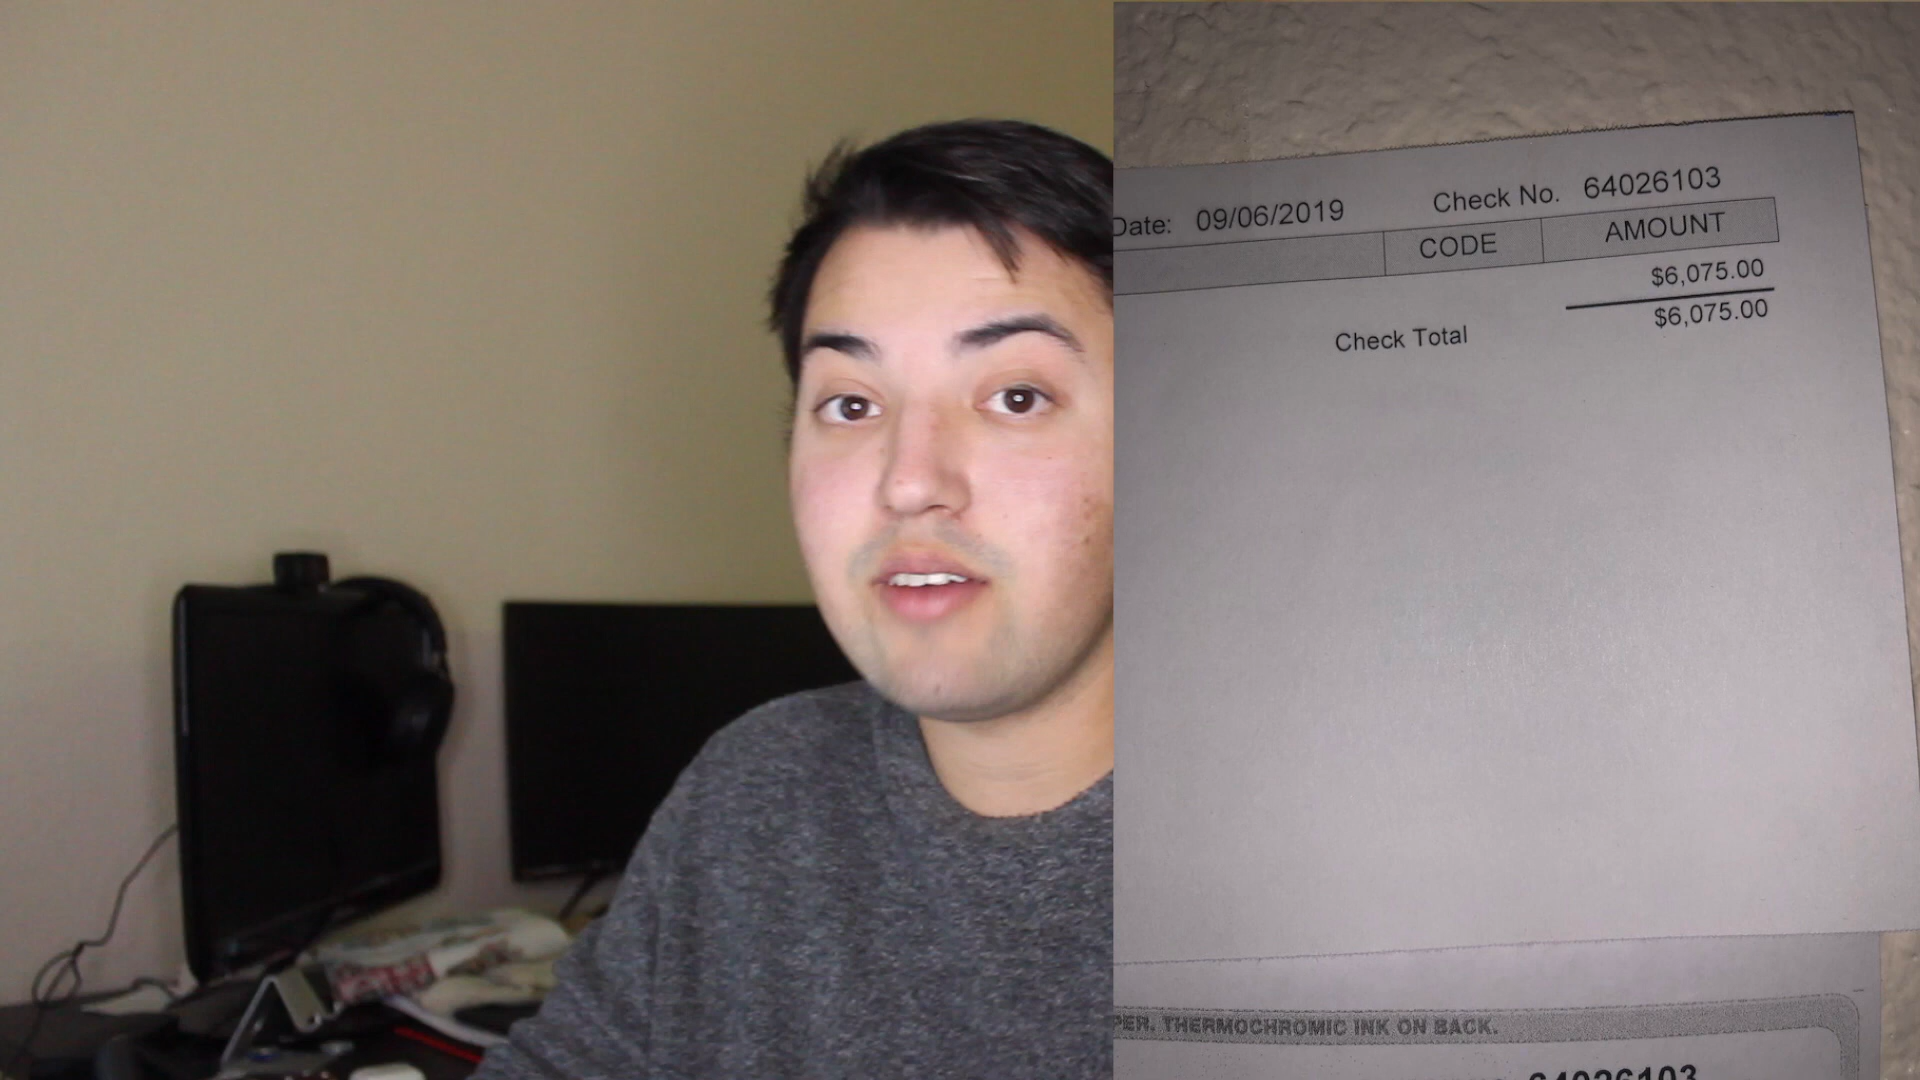 Date: 09/06/2019 Check No. 64026103
CODE AMOUNT
$6,075.00
Check Total $6,075.00
THERMOCHROMIC INK ON BACK.
64026103